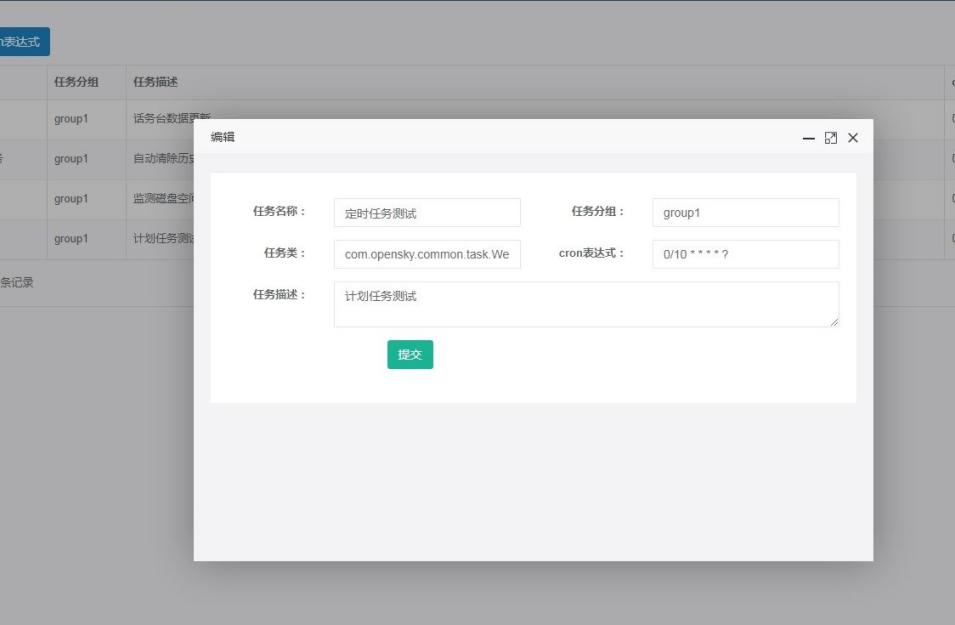 n表达式
任务分组 任务描述
group1 话务台数据更新
group1 自动清除历
group1 监测磁盘空
group1 计划任务测
条记录
编辑
任务名称： 定时任务测试 任务分组： group1
任务类： com.opensky.common.task.We cron表达式： 0/10 * * * * ?
任务描述： 计划任务测试
提交